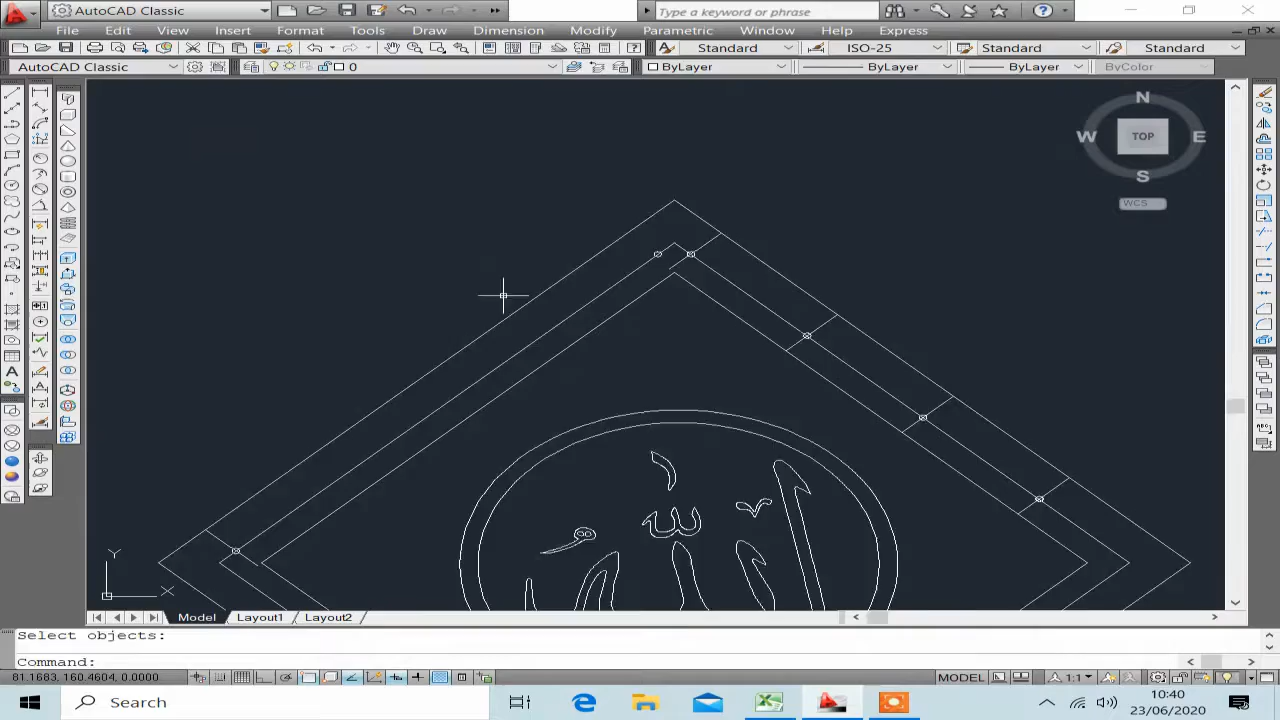 AutoCAD Classic
Type a keyword or phrase
File Edit View Insert Format Tools Draw Dimension Modify Parametric Window Help Express
Standard ISO-25 Standard Standard
AutoCAD Classic 0 ByLayer ByLayer ByLayer ByColor
N
W TOP E
S
WCS
الله
Y
X
Model Layout1 Layout2
Select objects:
Command:
81.1683, 160.4604, 0.0000 MODEL 1:1
Search
10:40
23/06/2020